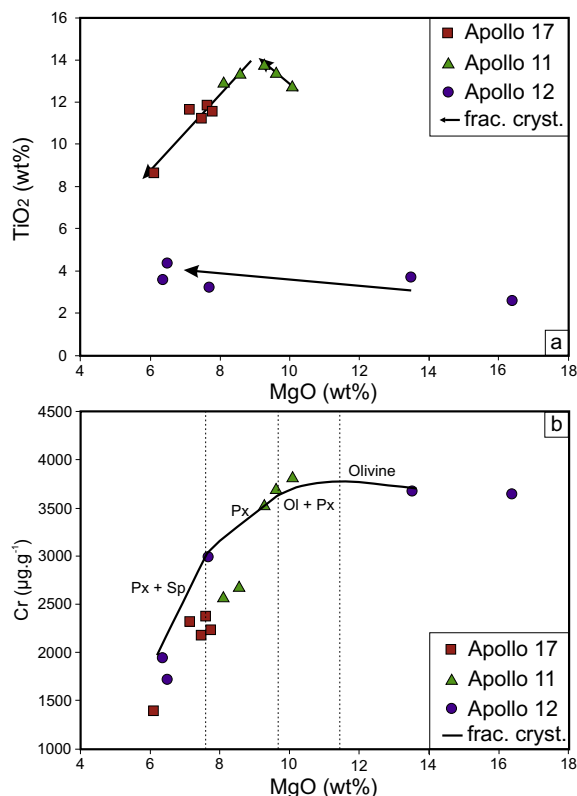 16
14
12
10
8
6
4
2
0
TiO2 (wt%)
Apollo 17
Apollo 11
Apollo 12
frac. cryst.
a
4 6 8 10 12 14 16 18
MgO (wt%)
4500
4000
3500
3000
2500
2000
1500
1000
Cr (µg.g-1)
b
Olivine
Px
Ol + Px
Px + Sp
Apollo 17
Apollo 11
Apollo 12
frac. cryst.
4 6 8 10 12 14 16 18
MgO (wt%)